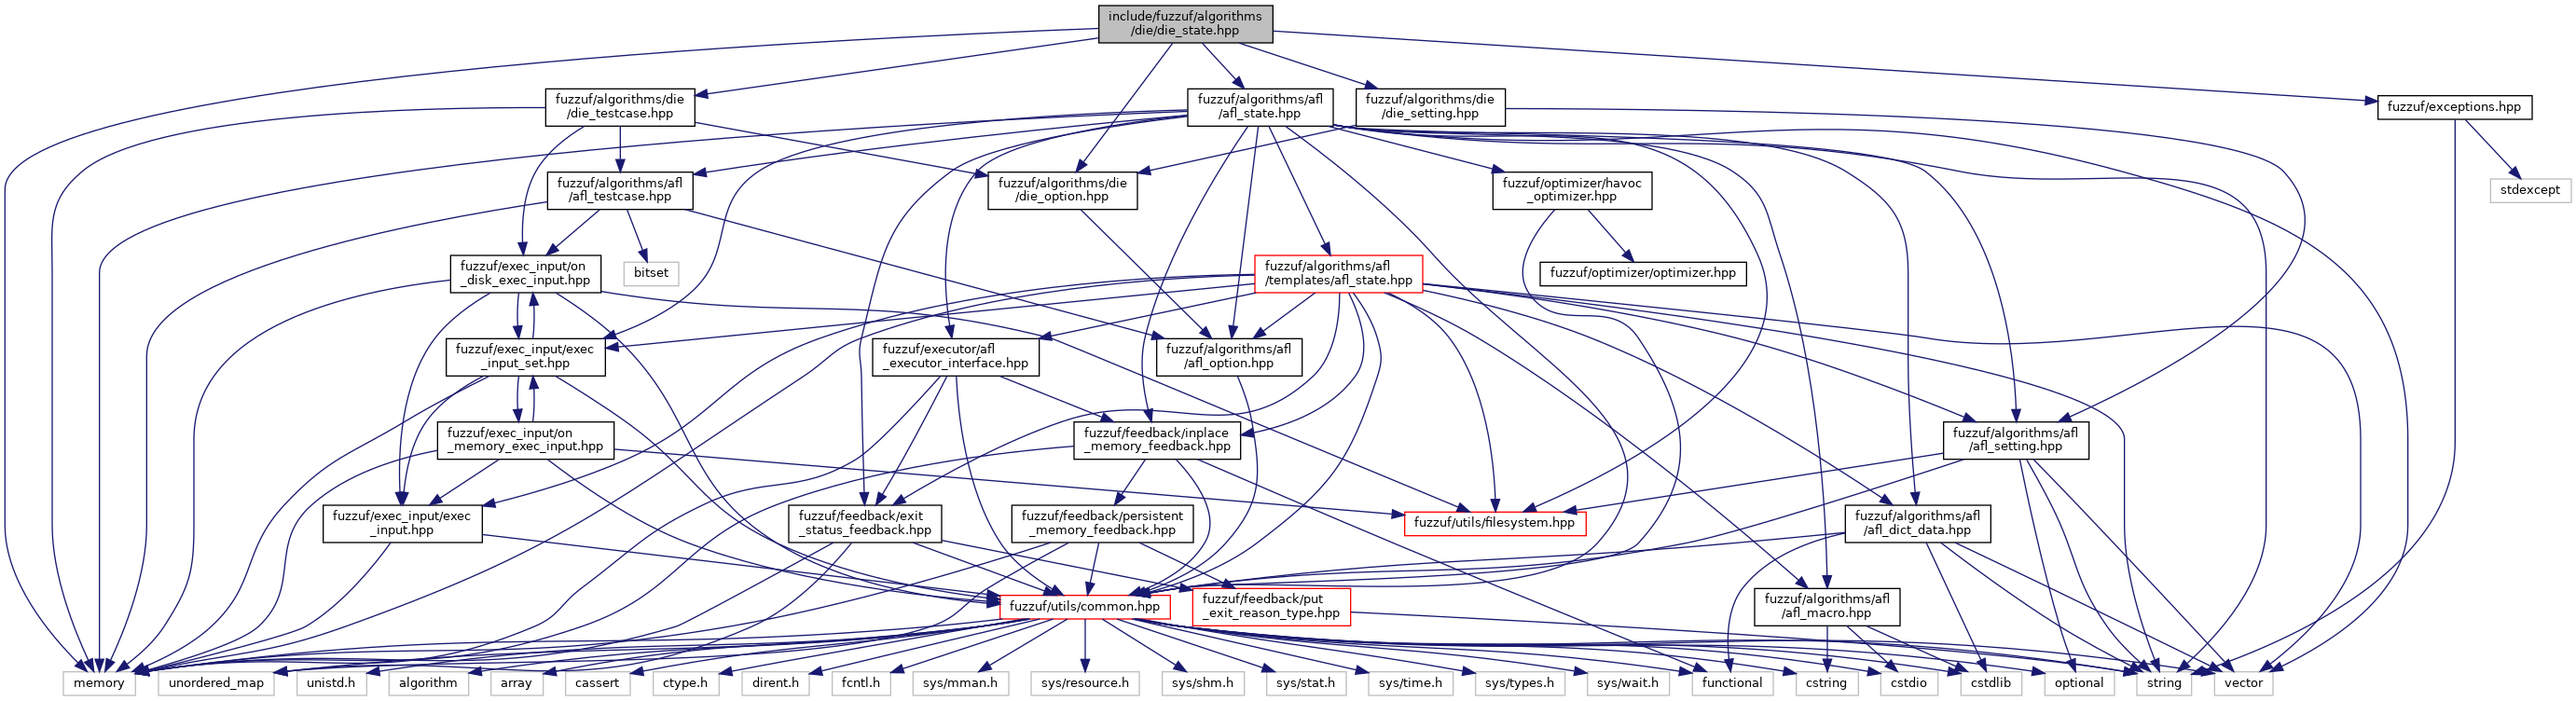 include/fuzzuf/algorithms
/die/die_state.hpp
fuzzuf/algorithms/die
/die_testcase.hpp
fuzzuf/algorithms/afl
/afl_state.hpp
fuzzuf/algorithms/die
/die_setting.hpp
fuzzuf/exceptions.hpp
fuzzuf/algorithms/afl
/afl_testcase.hpp
fuzzuf/algorithms/die
/die_option.hpp
fuzzuf/optimizer/havoc
_optimizer.hpp
stdexcept
fuzzuf/exec_input/on
_disk_exec_input.hpp
bitset
fuzzuf/algorithms/afl
/templates/afl_state.hpp
fuzzuf/optimizer/optimizer.hpp
fuzzuf/exec_input/exec
_input_set.hpp
fuzzuf/executor/afl
_executor_interface.hpp
fuzzuf/algorithms/afl
/afl_option.hpp
fuzzuf/exec_input/on
_memory_exec_input.hpp
fuzzuf/feedback/inplace
_memory_feedback.hpp
fuzzuf/algorithms/afl
/afl_setting.hpp
fuzzuf/exec_input/exec
_input.hpp
fuzzuf/feedback/exit
_status_feedback.hpp
fuzzuf/feedback/persistent
_memory_feedback.hpp
fuzzuf/utils/filesystem.hpp
fuzzuf/algorithms/afl
/afl_dict_data.hpp
fuzzuf/utils/common.hpp
fuzzuf/feedback/put
_exit_reason_type.hpp
fuzzuf/algorithms/afl
/afl_macro.hpp
memory
unordered_map
unistd.h
algorithm
array
cassert
ctype.h
dirent.h
fcntl.h
sys/mman.h
sys/resource.h
sys/shm.h
sys/stat.h
sys/time.h
sys/types.h
sys/wait.h
functional
cstring
cstdio
cstdlib
optional
string
vector